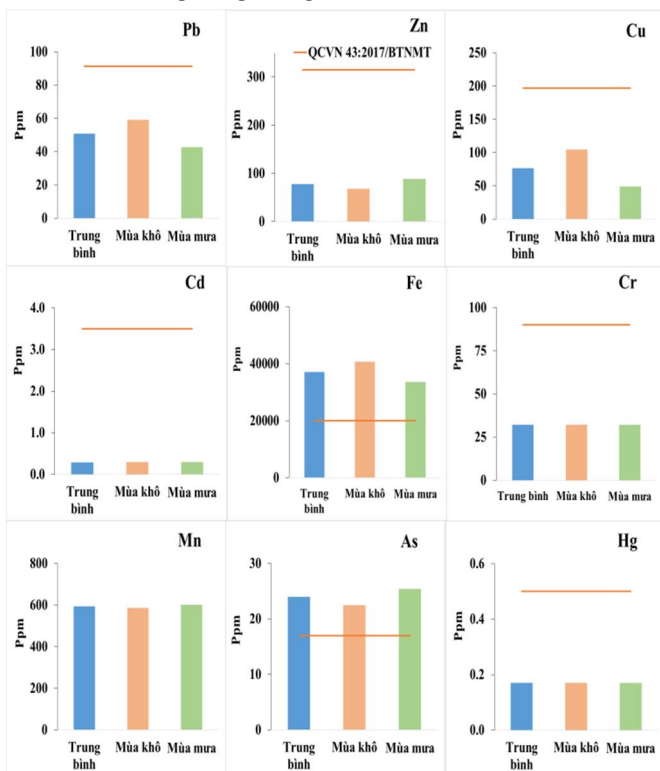 Pb
Ppm
100
80
60
40
20
0
Trung bình
Mùa khô
Mùa mưa
Zn
QCVN 43:2017/BTNMT
Ppm
300
200
100
0
Trung bình
Mùa khô
Mùa mưa
Cu
Ppm
250
200
150
100
50
0
Trung bình
Mùa khô
Mùa mưa
Cd
Ppm
4.0
3.0
2.0
1.0
0.0
Trung bình
Mùa khô
Mùa mưa
Fe
Ppm
60000
40000
20000
0
Trung bình
Mùa khô
Mùa mưa
Cr
Ppm
100
75
50
25
0
Trung bình
Mùa khô
Mùa mưa
Mn
Ppm
800
600
400
200
0
Trung bình
Mùa khô
Mùa mưa
As
Ppm
30
20
10
0
Trung bình
Mùa khô
Mùa mưa
Hg
Ppm
0.6
0.4
0.2
0.0
Trung bình
Mùa khô
Mùa mưa